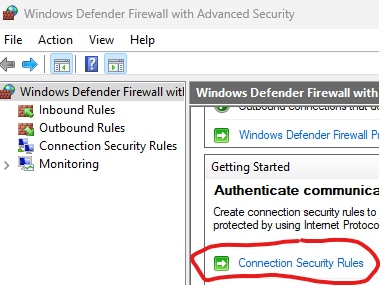 Windows Defender Firewall with Advanced Security
File Action View Help
Windows Defender Firewall with
Inbound Rules
Outbound Rules
Connection Security Rules
Monitoring
Windows Defender Firewall with
Outbound connections that do
Windows Defender Firewall Pr
Getting Started
Authenticate communica
Create connection security rules to
protected by using Internet Protoco
Connection Security Rules